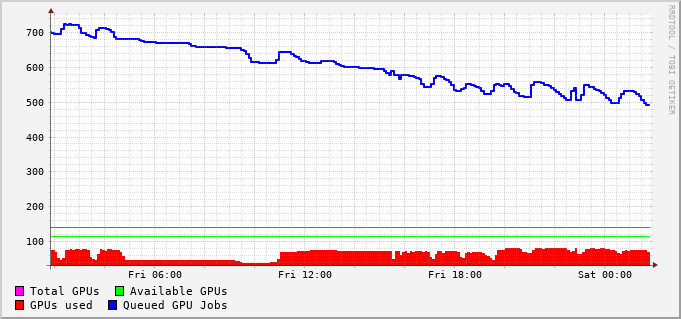 RRDTOOL / TOBI OETIKER
700
600
500
400
300
200
100
Fri 06:00 Fri 12:00 Fri 18:00 Sat 00:00
Total GPUs Available GPUs
GPUs used Queued GPU Jobs